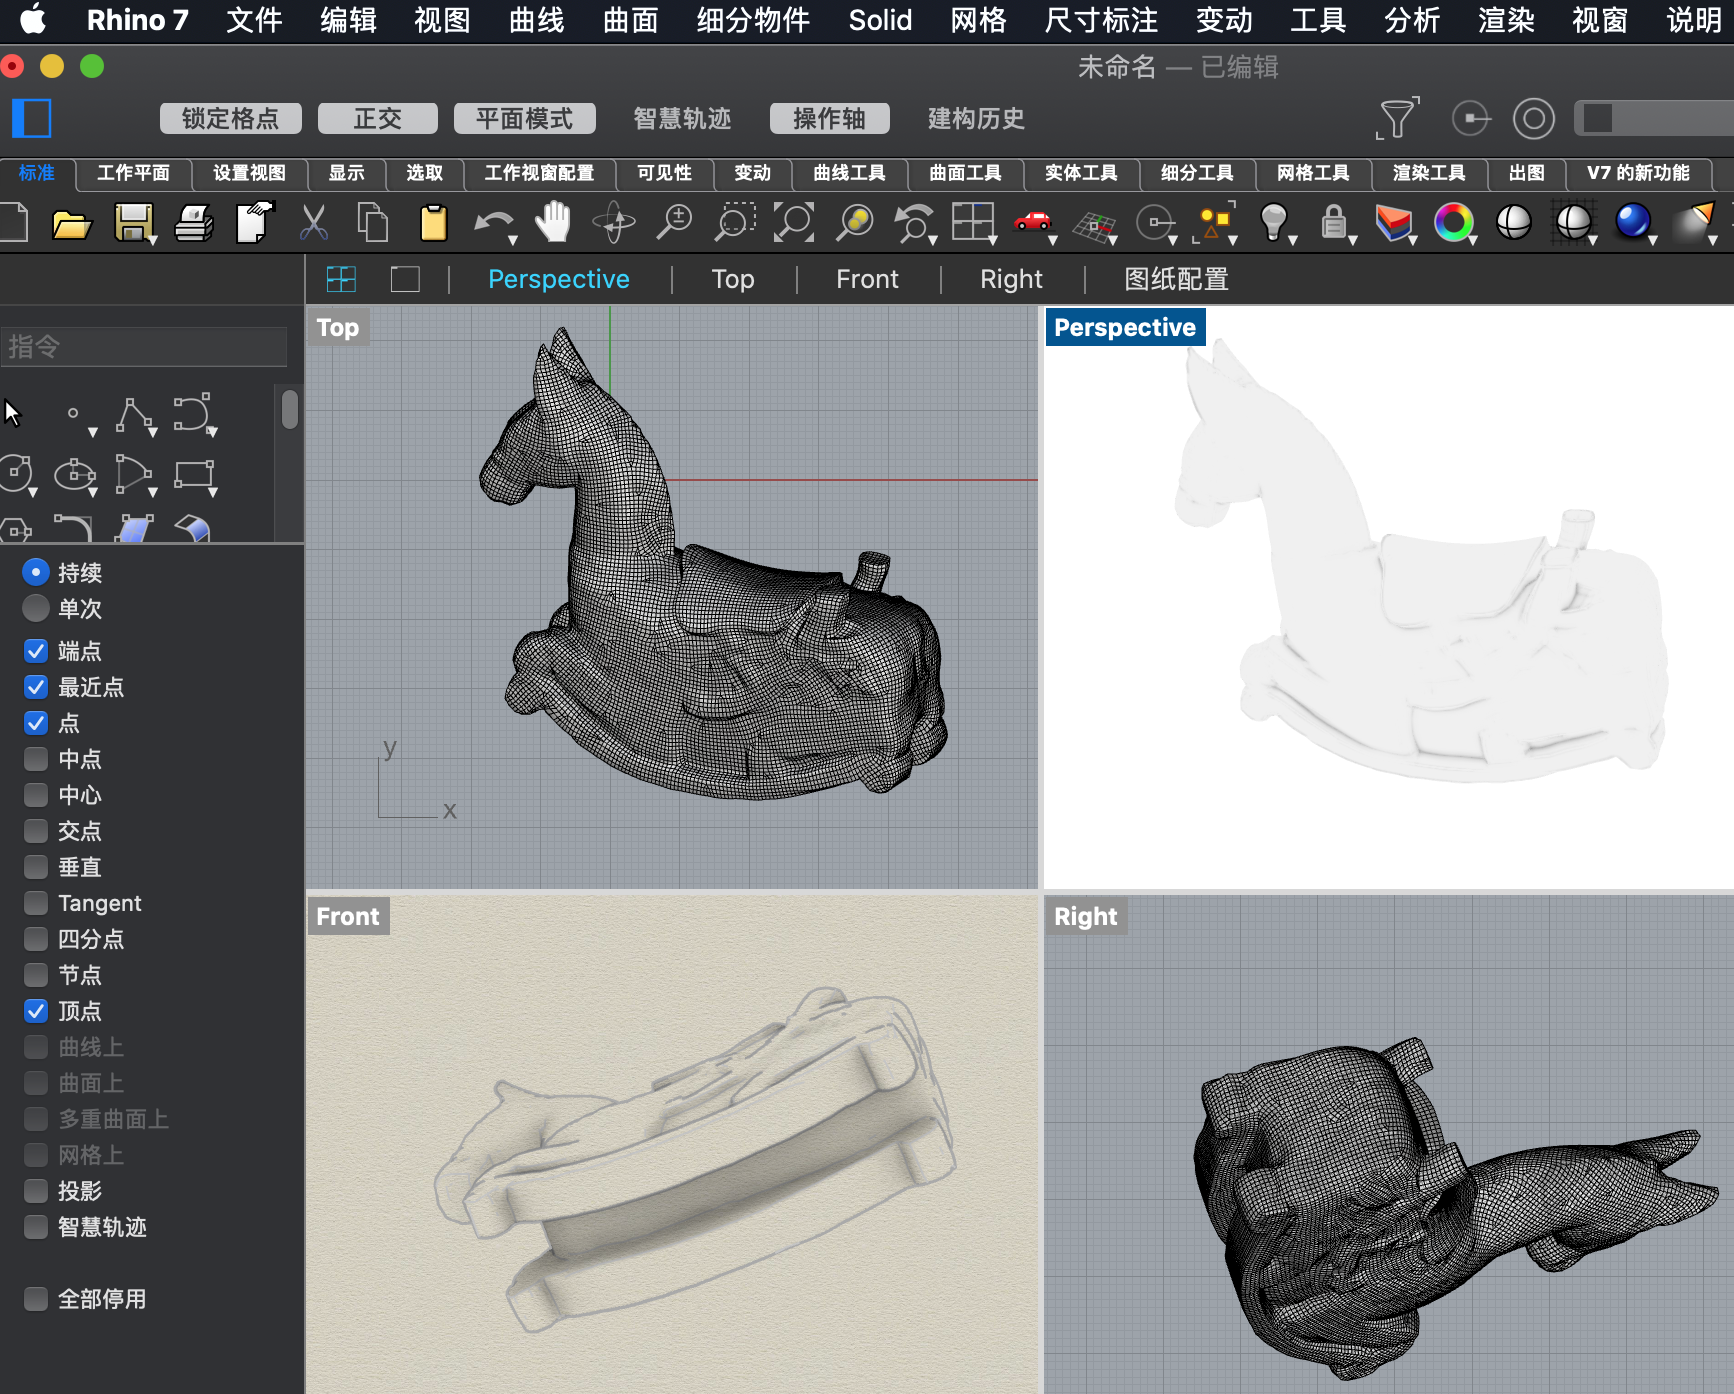 Rhino 7 文件 编辑 视图 曲线 曲面 细分物件 Solid 网格 尺寸标注 变动 工具 分析 渲染 视窗 说明
未命名 — 已编辑
锁定格点 正交 平面模式 智慧轨迹 操作轴 建构历史
标准 工作平面 设置视图 显示 选取 工作视窗配置 可见性 变动 曲线工具 曲面工具 实体工具 细分工具 网格工具 渲染工具 出图 V7 的新功能
Perspective Top Front Right 图纸配置
指令
持续
单次
端点
最近点
点
中点
中心
交点
垂直
Tangent
四分点
节点
顶点
曲线上
曲面上
多重曲面上
网格上
投影
智慧轨迹
全部停用
Top
y
x
Perspective
Front
Right